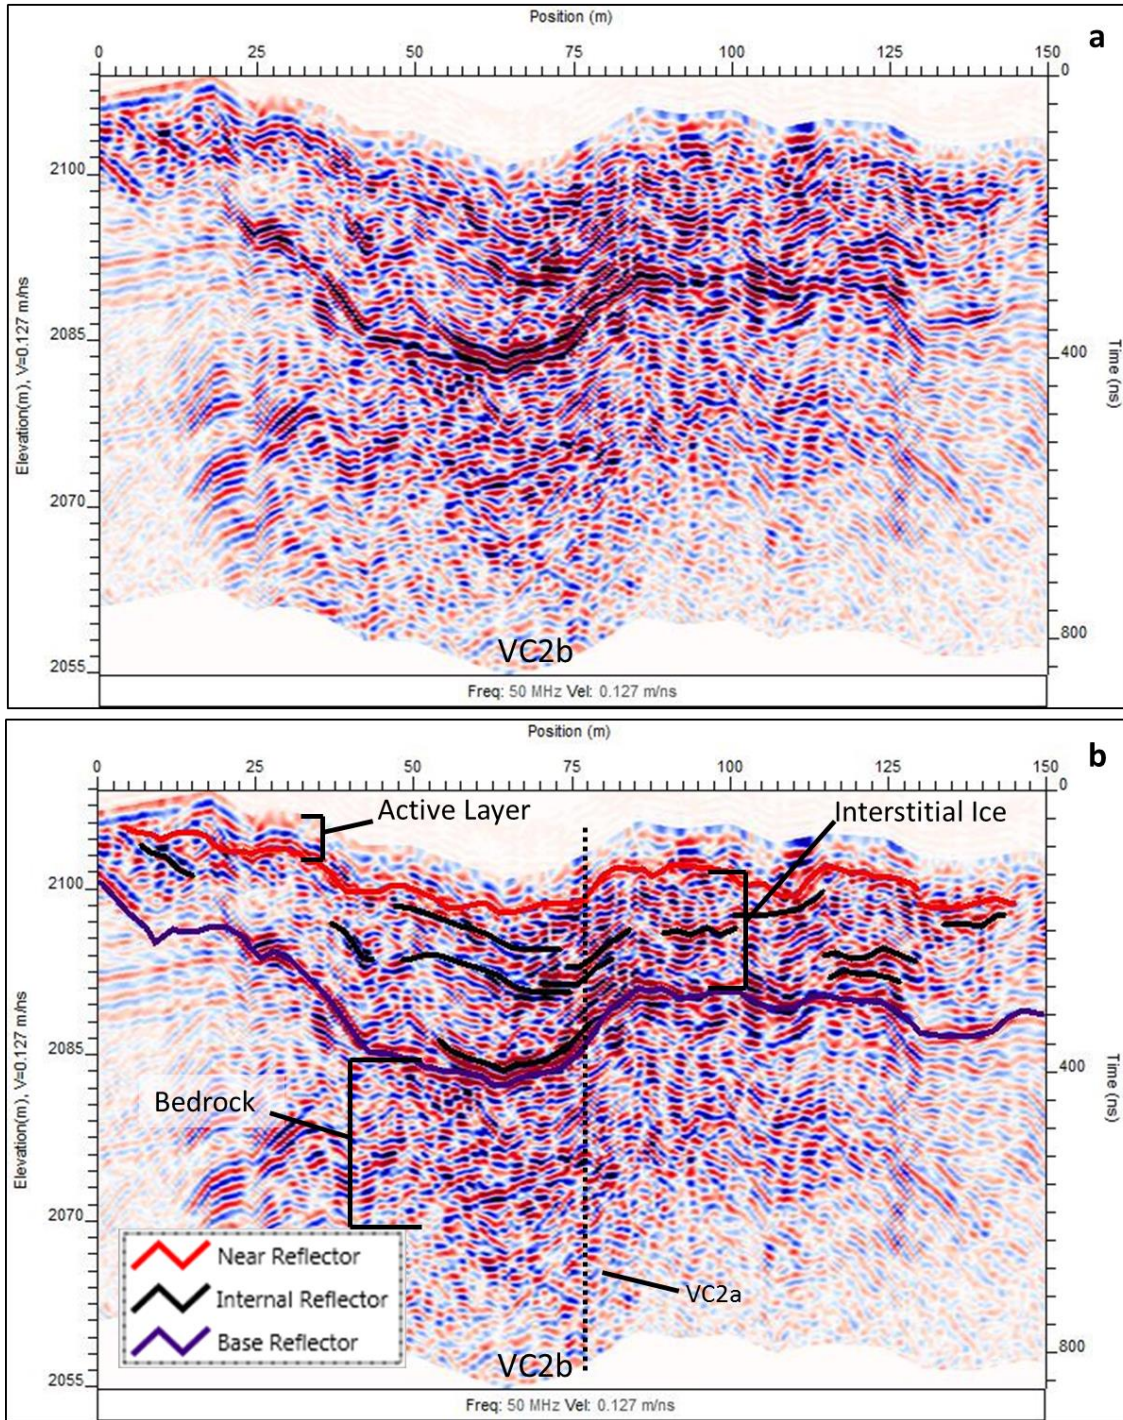 Position (m)
a
0 25 50 75 100 125 150
0
2100
2085
400
2070
800
2055
Elevation(m), V=0.127 m/ns
Time (ns)
VC2b
Freq: 50 MHz Vel: 0.127 m/ns
Position (m)
b
0 25 50 75 100 125 150
0
Active Layer
Interstitial Ice
2100
2085
400
Bedrock
2070
Near Reflector
Internal Reflector
Base Reflector
VC2a
800
2055
Elevation(m), V=0.127 m/ns
Time (ns)
VC2b
Freq: 50 MHz Vel: 0.127 m/ns